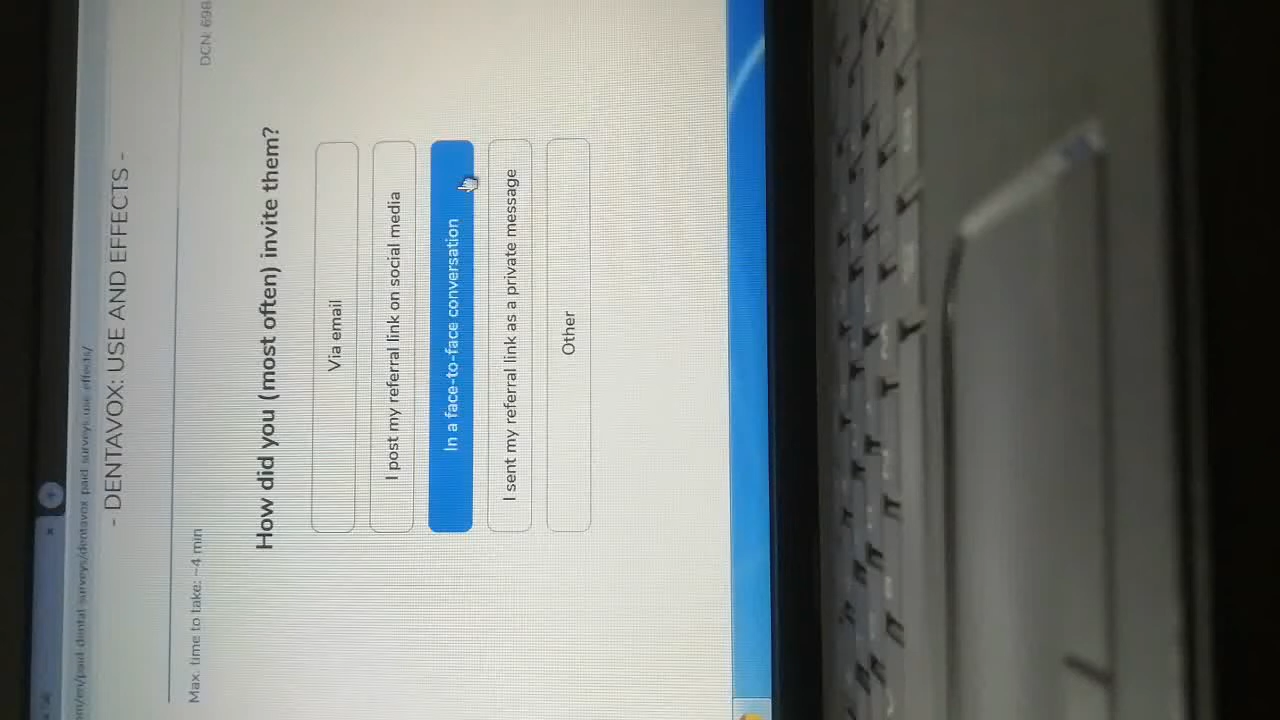 - DENTAVOX: USE AND EFFECTS -
Max. time to take: ~4 min
DCN: 698
How did you (most often) invite them?
Via email
I post my referral link on social media
In a face-to-face conversation
I sent my referral link as a private message
Other